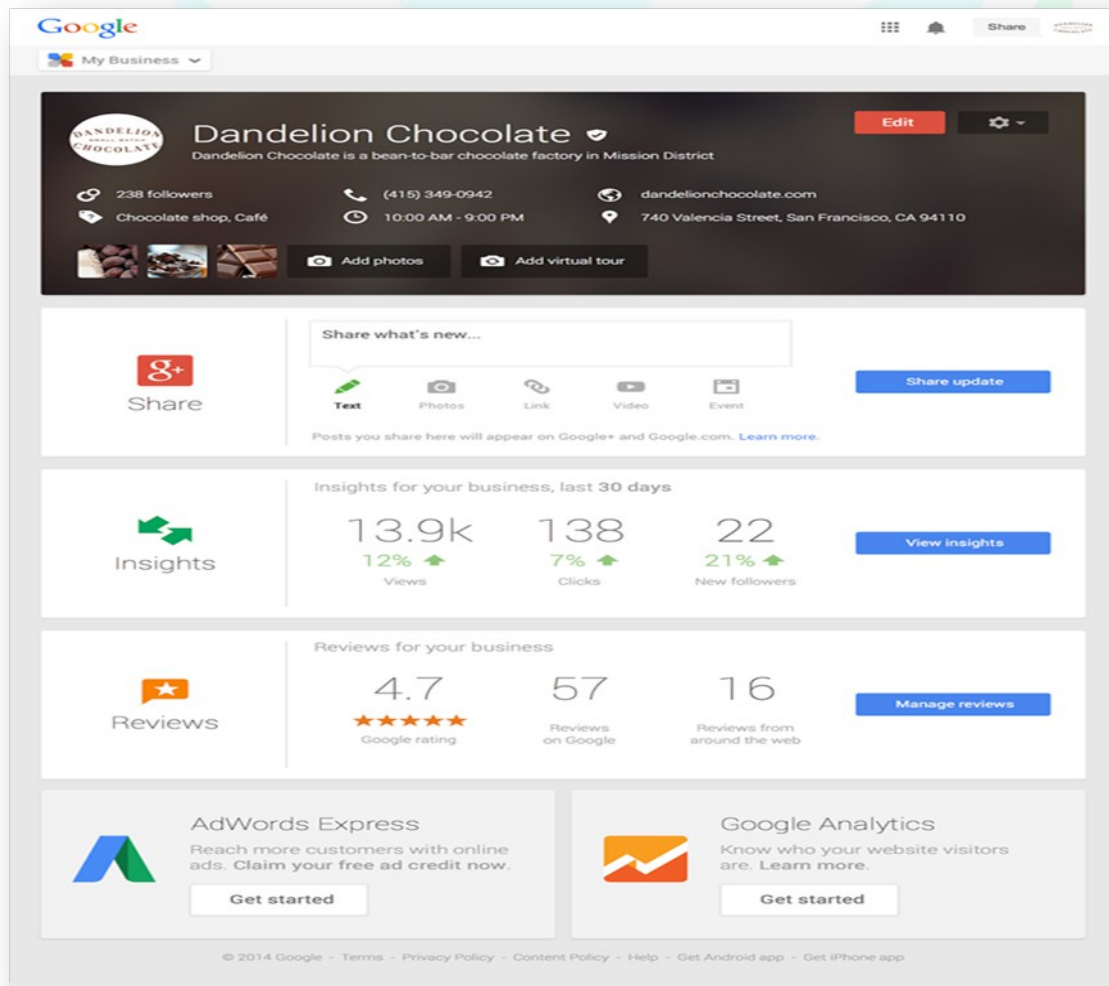 Google
Share
My Business
DANDELION
SMALL BATCH
CHOCOLATE
Dandelion Chocolate
Edit
Dandelion Chocolate is a bean-to-bar chocolate factory in Mission District
238 followers
(415) 349-0942
dandelionchocolate.com
Chocolate shop, Café
10:00 AM - 9:00 PM
740 Valencia Street, San Francisco, CA 94110
Add photos
Add virtual tour
g+
Share
Share what's new...
Text
Photos
Link
Video
Event
Share update
Posts you share here will appear on Google+ and Google.com. Learn more.
Insights
Insights for your business, last 30 days
13.9k
138
22
12%
7%
21%
Views
Clicks
New followers
View insights
Reviews
Reviews for your business
4.7
57
16
Google rating
Reviews
on Google
Reviews from
around the web
Manage reviews
AdWords Express
Reach more customers with online
ads. Claim your free ad credit now.
Get started
Google Analytics
Know who your website visitors
are. Learn more.
Get started
© 2014 Google - Terms - Privacy Policy - Content Policy - Help - Get Android app - Get iPhone app